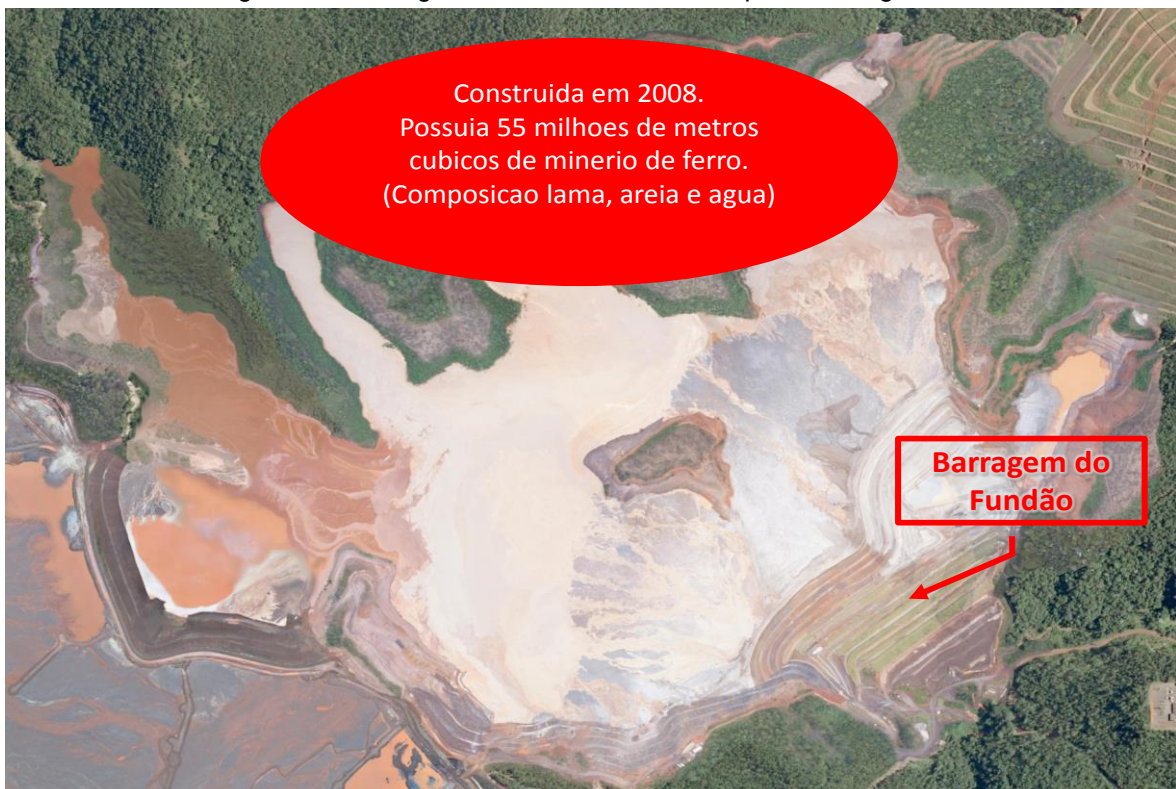 Construida em 2008.
Possuia 55 milhoes de metros
cubicos de minerio de ferro.
(Composicao lama, areia e agua)
Barragem do
Fundão